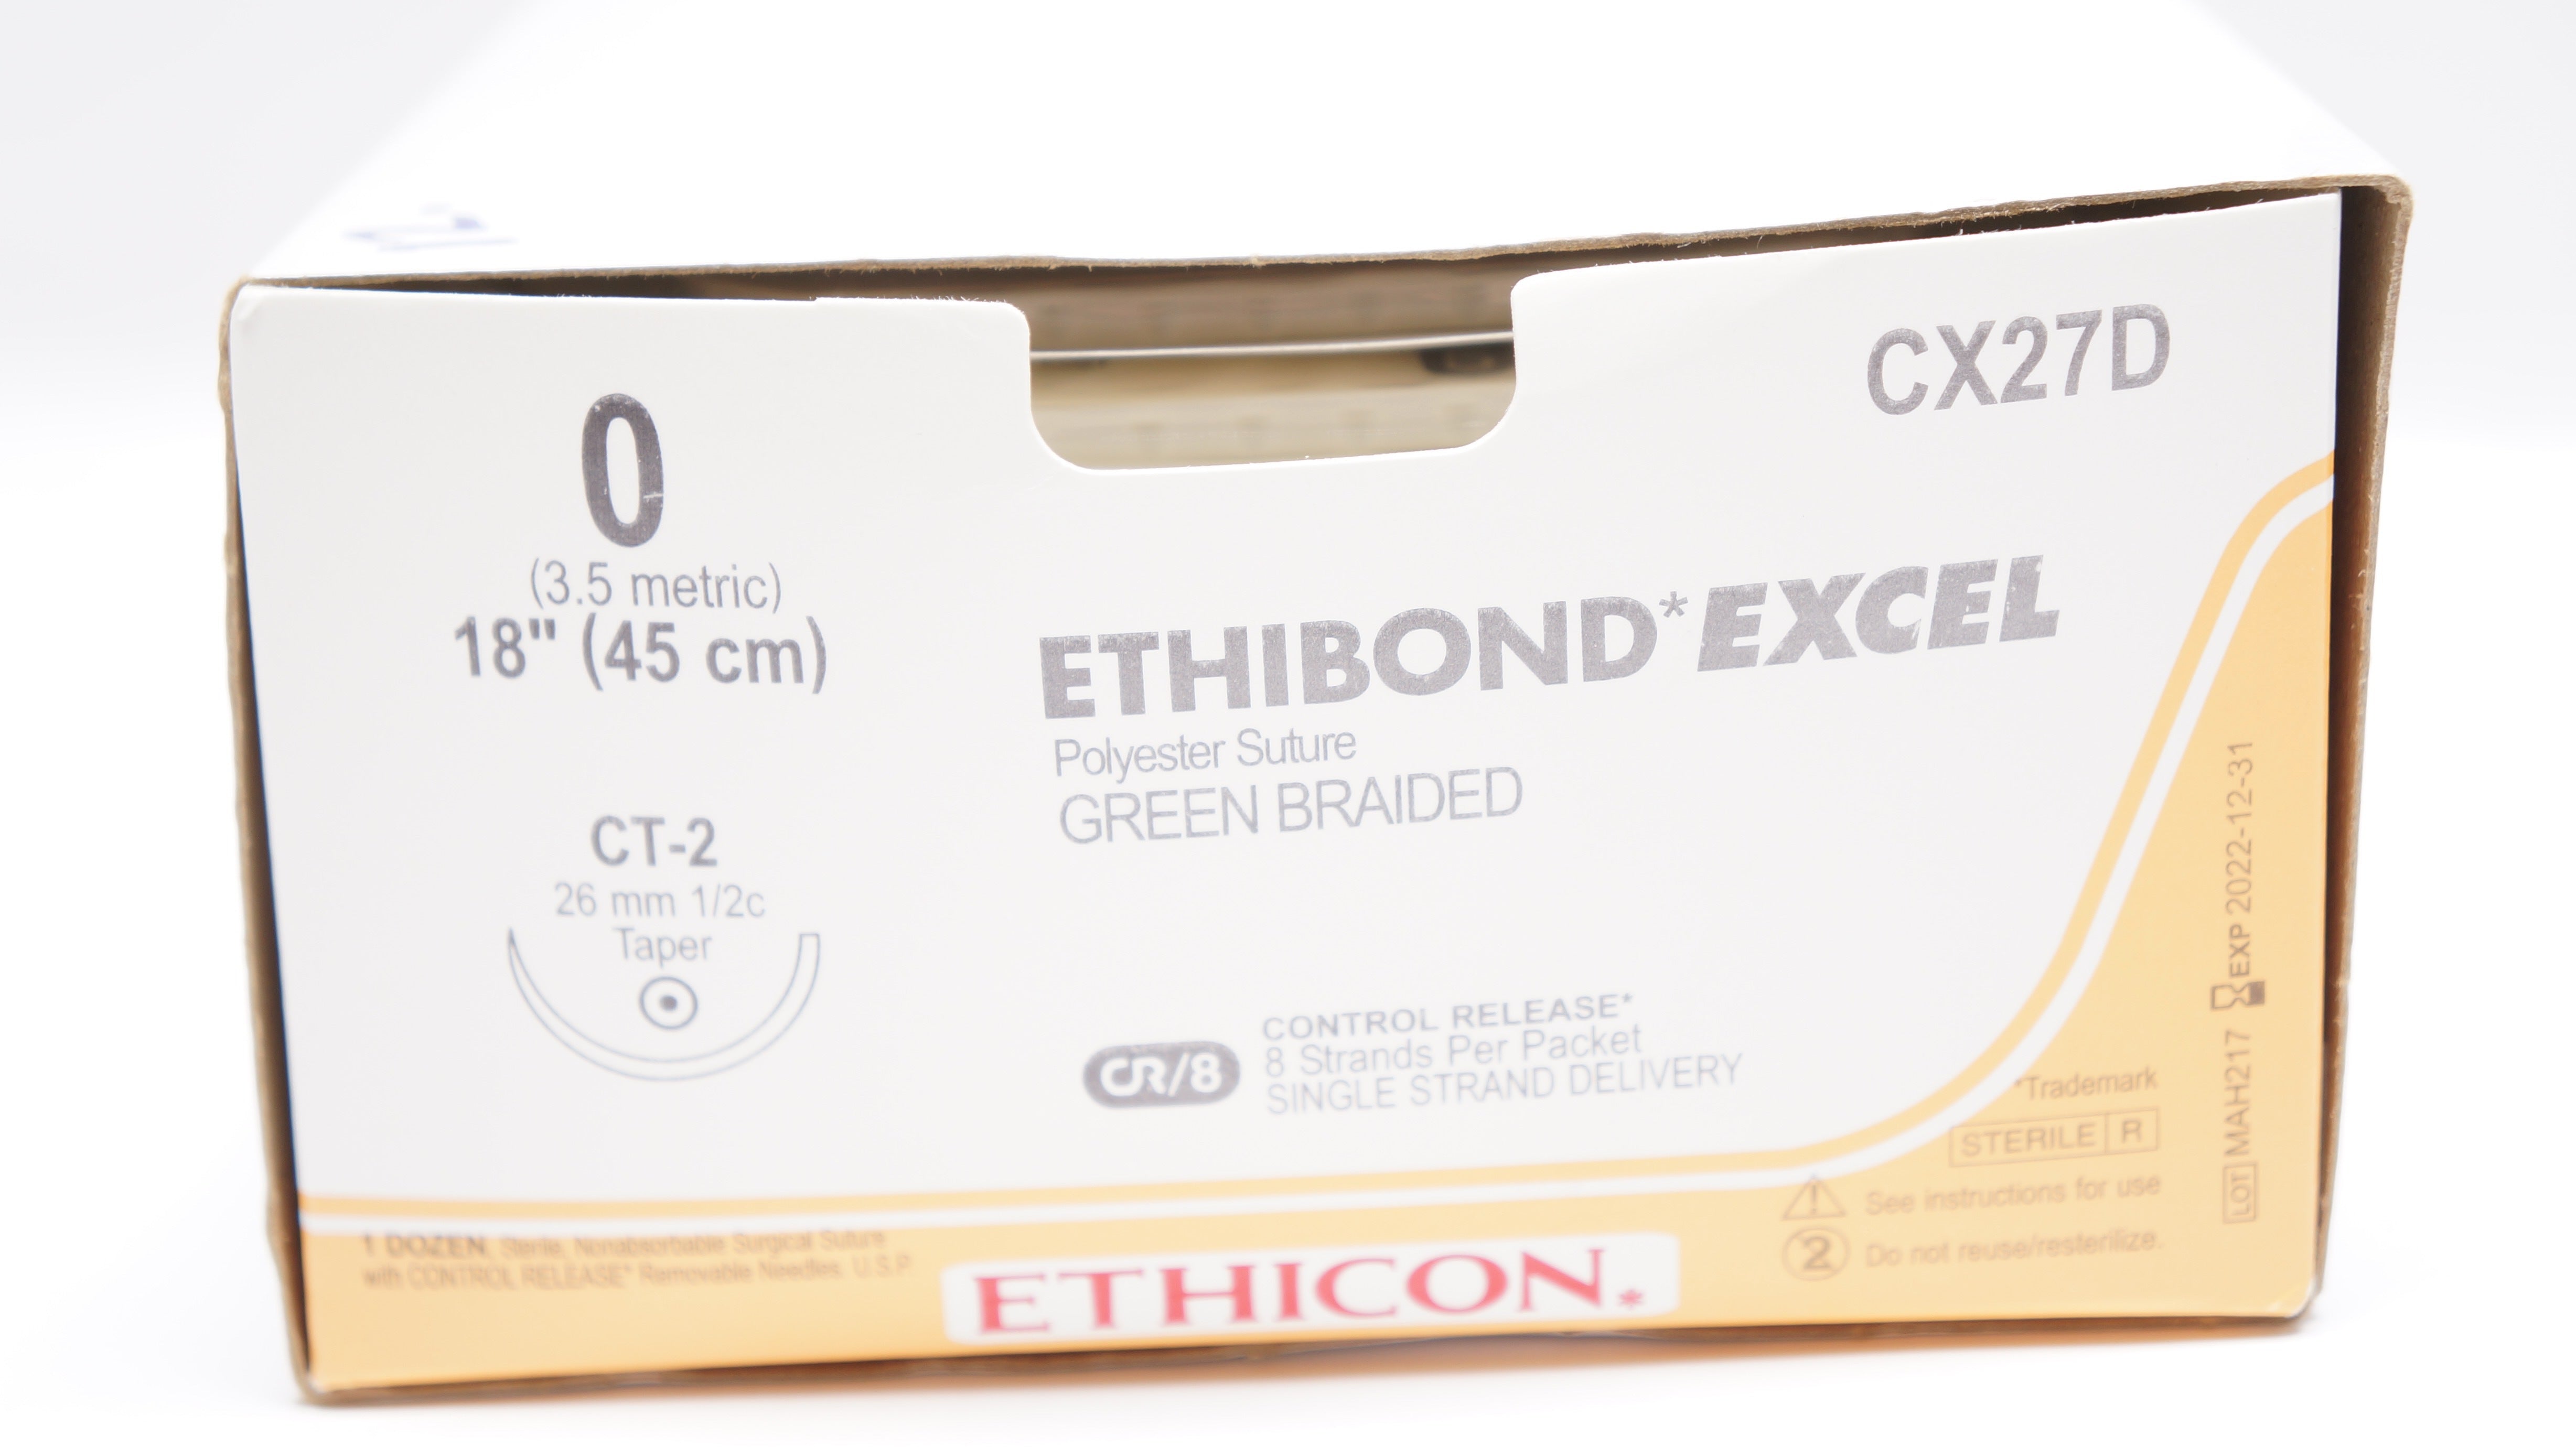 0
(3.5 metric)
18" (45 cm)
CT-2
26 mm 1/2c
Taper
CX27D
ETHIBOND*EXCEL
Polyester Suture
GREEN BRAIDED
CR/8
CONTROL RELEASE*
8 Strands Per Packet
SINGLE STRAND DELIVERY
*Trademark
STERILE R
See instructions for use
2 Do not reuse/resterilize.
LOT MAH217 EXP 2022-12-31
1 DOZEN Sterile, Nonabsorbable Surgical Suture
with CONTROL RELEASE* Removable Needles U.S.P.
ETHICON*